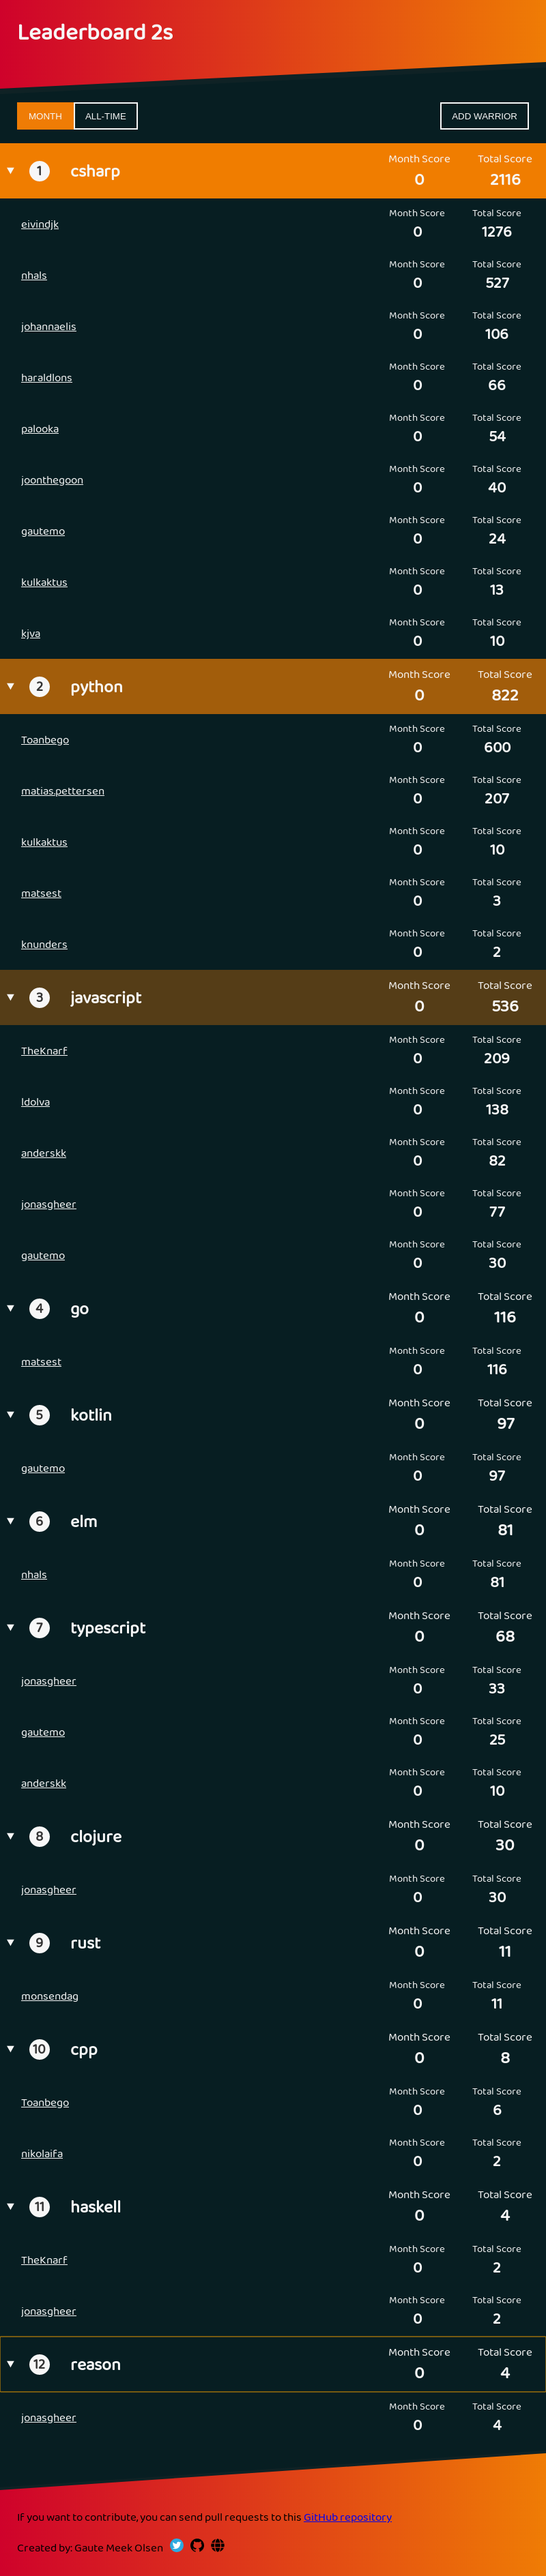 Leaderboard 2s
MONTH ALL-TIME ADD WARRIOR
1 csharp Month Score 0 Total Score 2116
eivindjk Month Score 0 Total Score 1276
nhals Month Score 0 Total Score 527
johannaelis Month Score 0 Total Score 106
haraldlons Month Score 0 Total Score 66
palooka Month Score 0 Total Score 54
joonthegoon Month Score 0 Total Score 40
gautemo Month Score 0 Total Score 24
kulkaktus Month Score 0 Total Score 13
kjva Month Score 0 Total Score 10
2 python Month Score 0 Total Score 822
Toanbego Month Score 0 Total Score 600
matias.pettersen Month Score 0 Total Score 207
kulkaktus Month Score 0 Total Score 10
matsest Month Score 0 Total Score 3
knunders Month Score 0 Total Score 2
3 javascript Month Score 0 Total Score 536
TheKnarf Month Score 0 Total Score 209
ldolva Month Score 0 Total Score 138
anderskk Month Score 0 Total Score 82
jonasgheer Month Score 0 Total Score 77
gautemo Month Score 0 Total Score 30
4 go Month Score 0 Total Score 116
matsest Month Score 0 Total Score 116
5 kotlin Month Score 0 Total Score 97
gautemo Month Score 0 Total Score 97
6 elm Month Score 0 Total Score 81
nhals Month Score 0 Total Score 81
7 typescript Month Score 0 Total Score 68
jonasgheer Month Score 0 Total Score 33
gautemo Month Score 0 Total Score 25
anderskk Month Score 0 Total Score 10
8 clojure Month Score 0 Total Score 30
jonasgheer Month Score 0 Total Score 30
9 rust Month Score 0 Total Score 11
monsendag Month Score 0 Total Score 11
10 cpp Month Score 0 Total Score 8
Toanbego Month Score 0 Total Score 6
nikolaifa Month Score 0 Total Score 2
11 haskell Month Score 0 Total Score 4
TheKnarf Month Score 0 Total Score 2
jonasgheer Month Score 0 Total Score 2
12 reason Month Score 0 Total Score 4
jonasgheer Month Score 0 Total Score 4
If you want to contribute, you can send pull requests to this GitHub repository
Created by: Gaute Meek Olsen